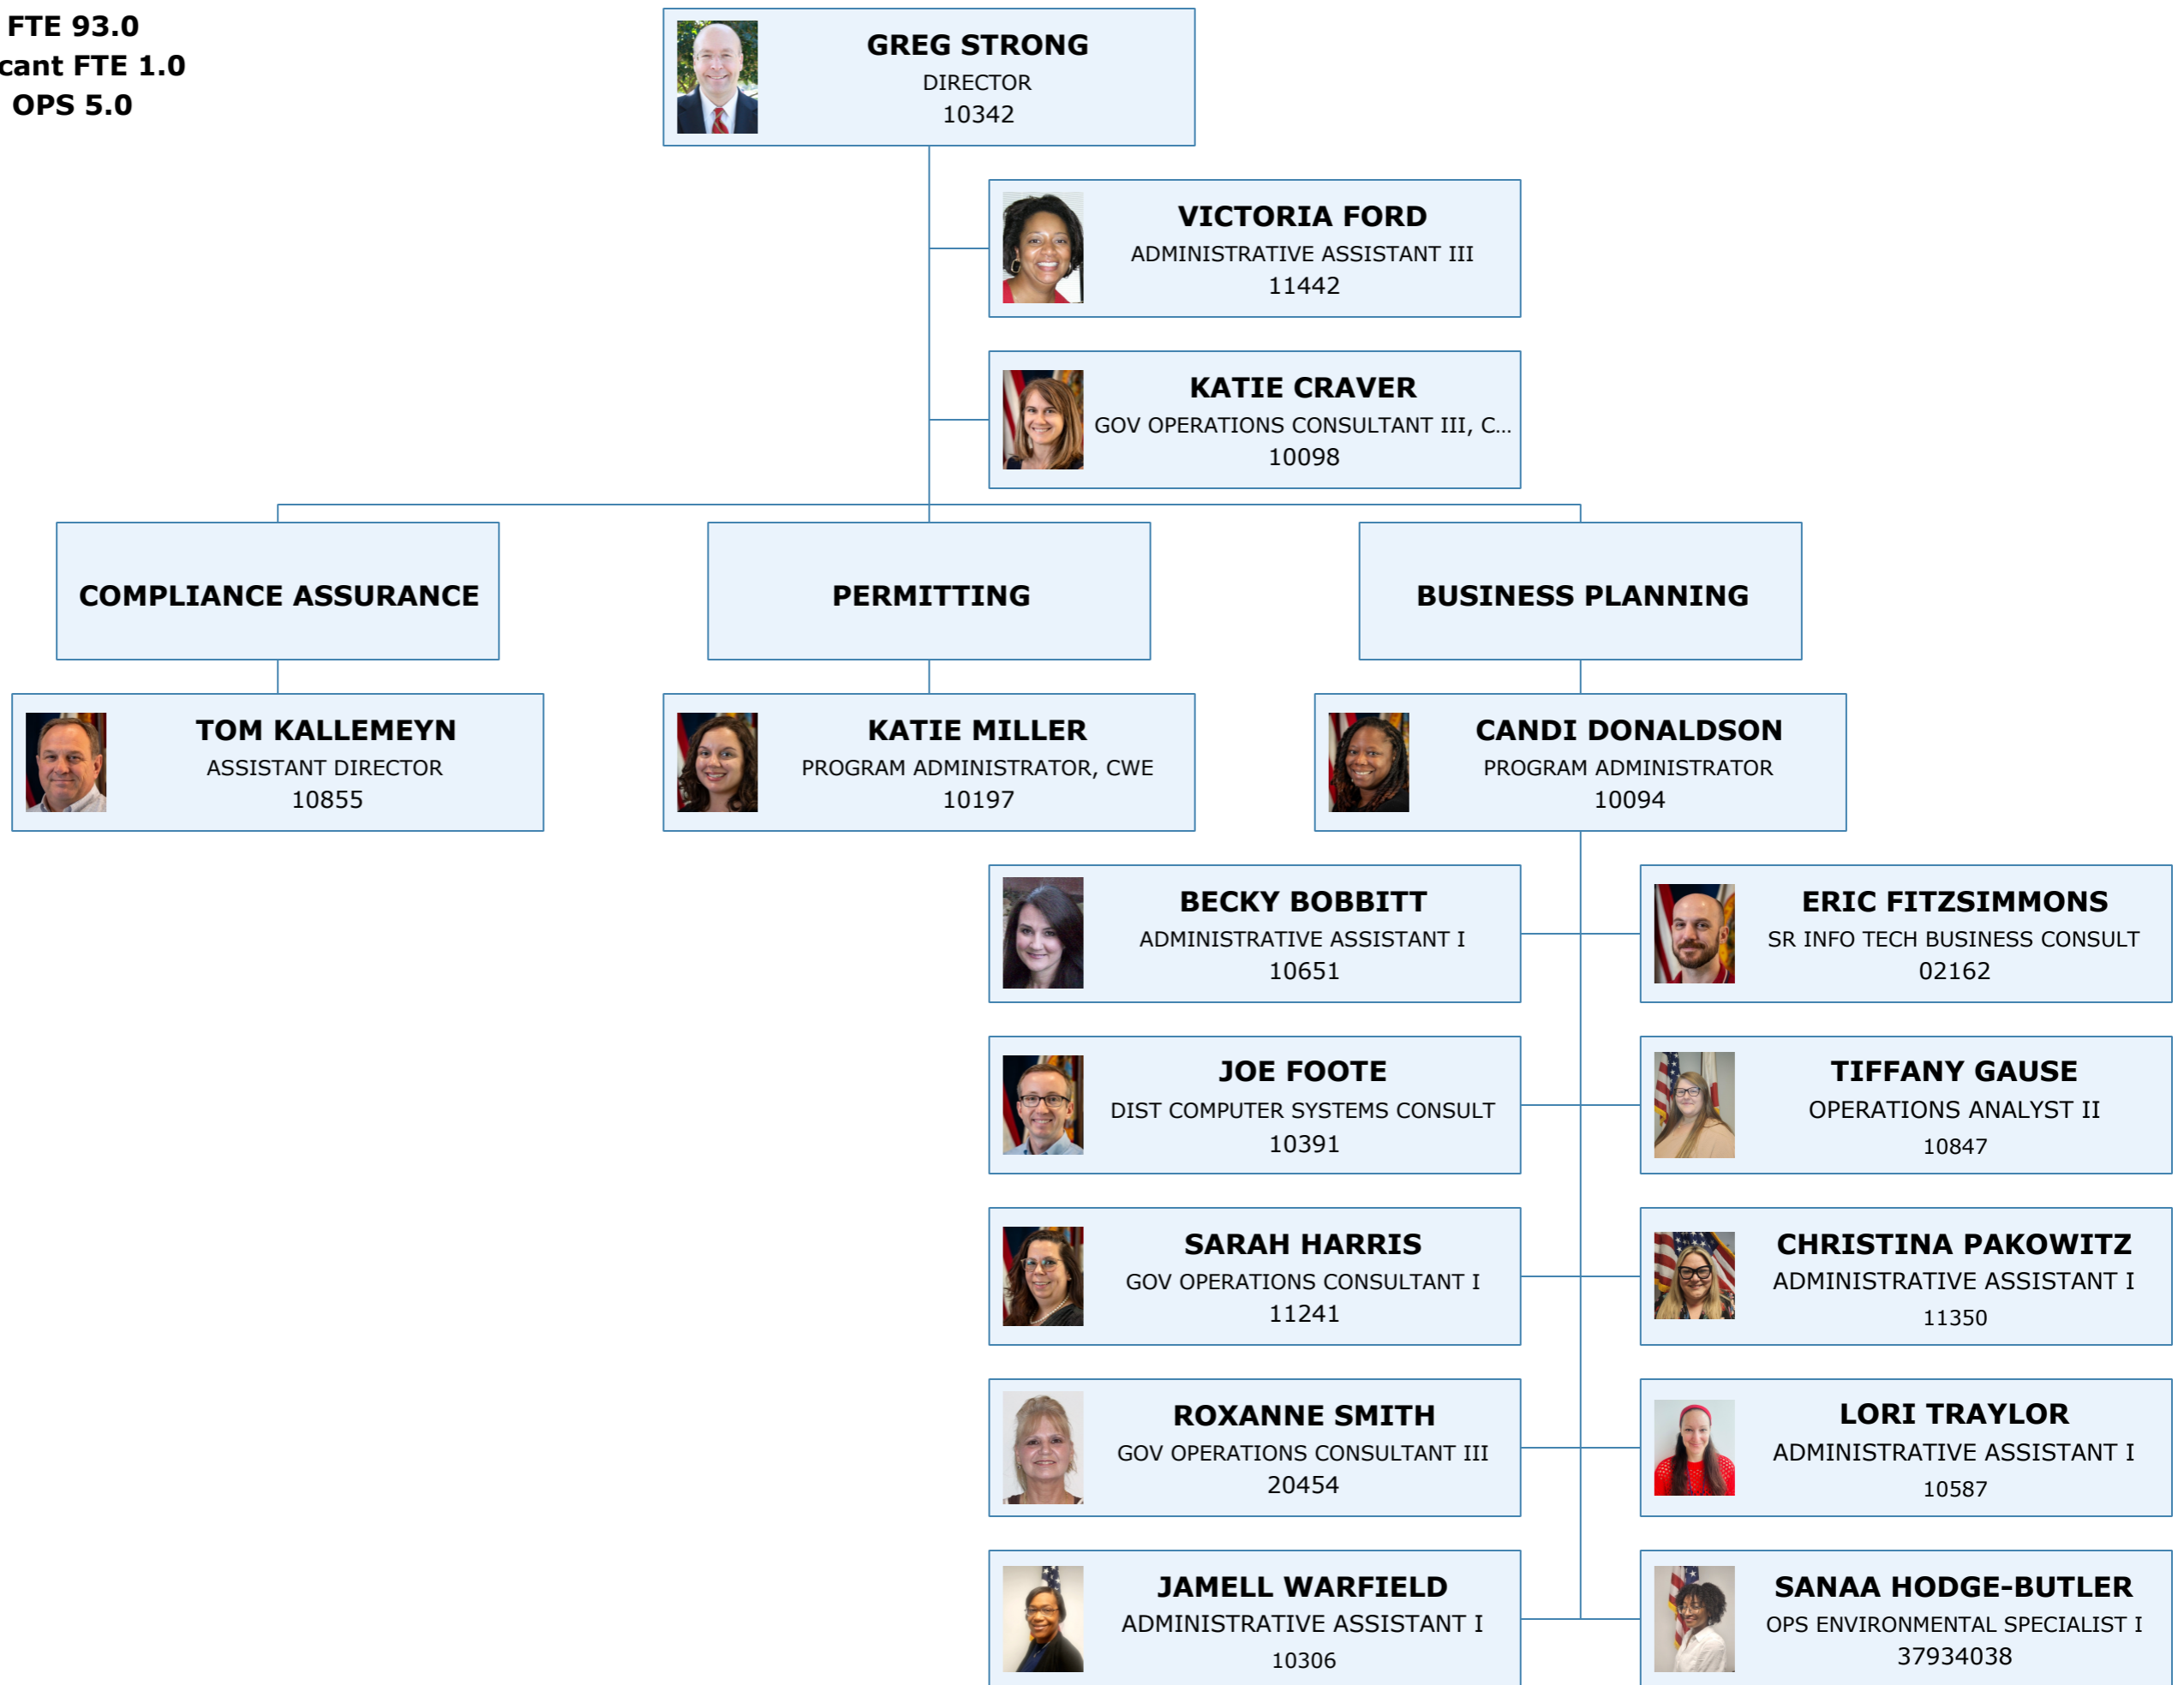 FTE 93.0
cant FTE 1.0
OPS 5.0
GREG STRONG
DIRECTOR
10342
VICTORIA FORD
ADMINISTRATIVE ASSISTANT III
11442
KATIE CRAVER
GOV OPERATIONS CONSULTANT III, C...
10098
COMPLIANCE ASSURANCE
PERMITTING
BUSINESS PLANNING
TOM KALLEMEYN
ASSISTANT DIRECTOR
10855
KATIE MILLER
PROGRAM ADMINISTRATOR, CWE
10197
CANDI DONALDSON
PROGRAM ADMINISTRATOR
10094
BECKY BOBBITT
ADMINISTRATIVE ASSISTANT I
10651
ERIC FITZSIMMONS
SR INFO TECH BUSINESS CONSULT
02162
JOE FOOTE
DIST COMPUTER SYSTEMS CONSULT
10391
TIFFANY GAUSE
OPERATIONS ANALYST II
10847
SARAH HARRIS
GOV OPERATIONS CONSULTANT I
11241
CHRISTINA PAKOWITZ
ADMINISTRATIVE ASSISTANT I
11350
ROXANNE SMITH
GOV OPERATIONS CONSULTANT III
20454
LORI TRAYLOR
ADMINISTRATIVE ASSISTANT I
10587
JAMELL WARFIELD
ADMINISTRATIVE ASSISTANT I
10306
SANAA HODGE-BUTLER
OPS ENVIRONMENTAL SPECIALIST I
37934038